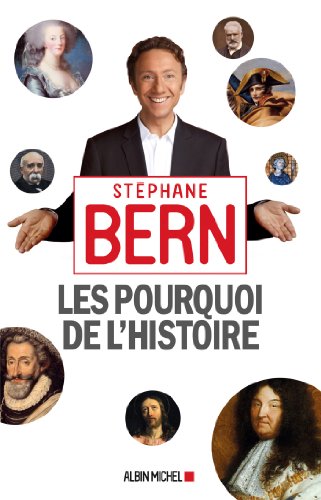 STÉPHANE
BERN
LES POURQUOI
DE L'HISTOIRE
ALBIN MICHEL